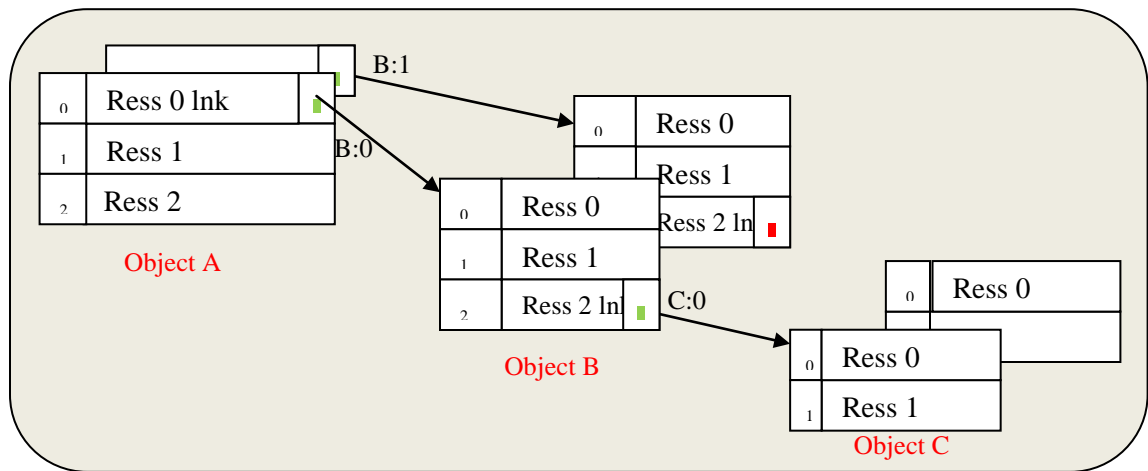 B:1
0 Ress 0 lnk
1 Ress 1
2 Ress 2
B:0
Object A
0 Ress 0
Ress 1
Ress 2 ln
0 Ress 0
1 Ress 1
2 Ress 2 lnk
Object B
C:0
0 Ress 0
0 Ress 0
1 Ress 1
Object C